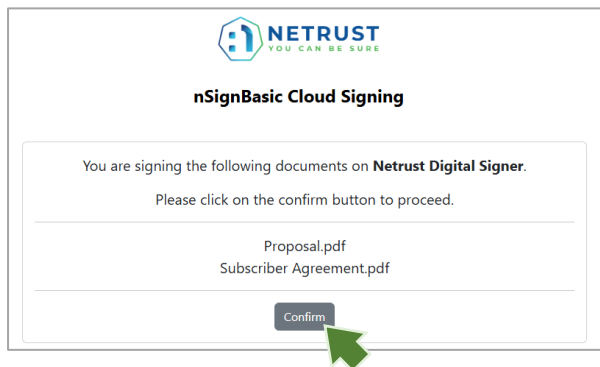 NETRUST
YOU CAN BE SURE
nSignBasic Cloud Signing
You are signing the following documents on Netrust Digital Signer.
Please click on the confirm button to proceed.
Proposal.pdf
Subscriber Agreement.pdf
Confirm